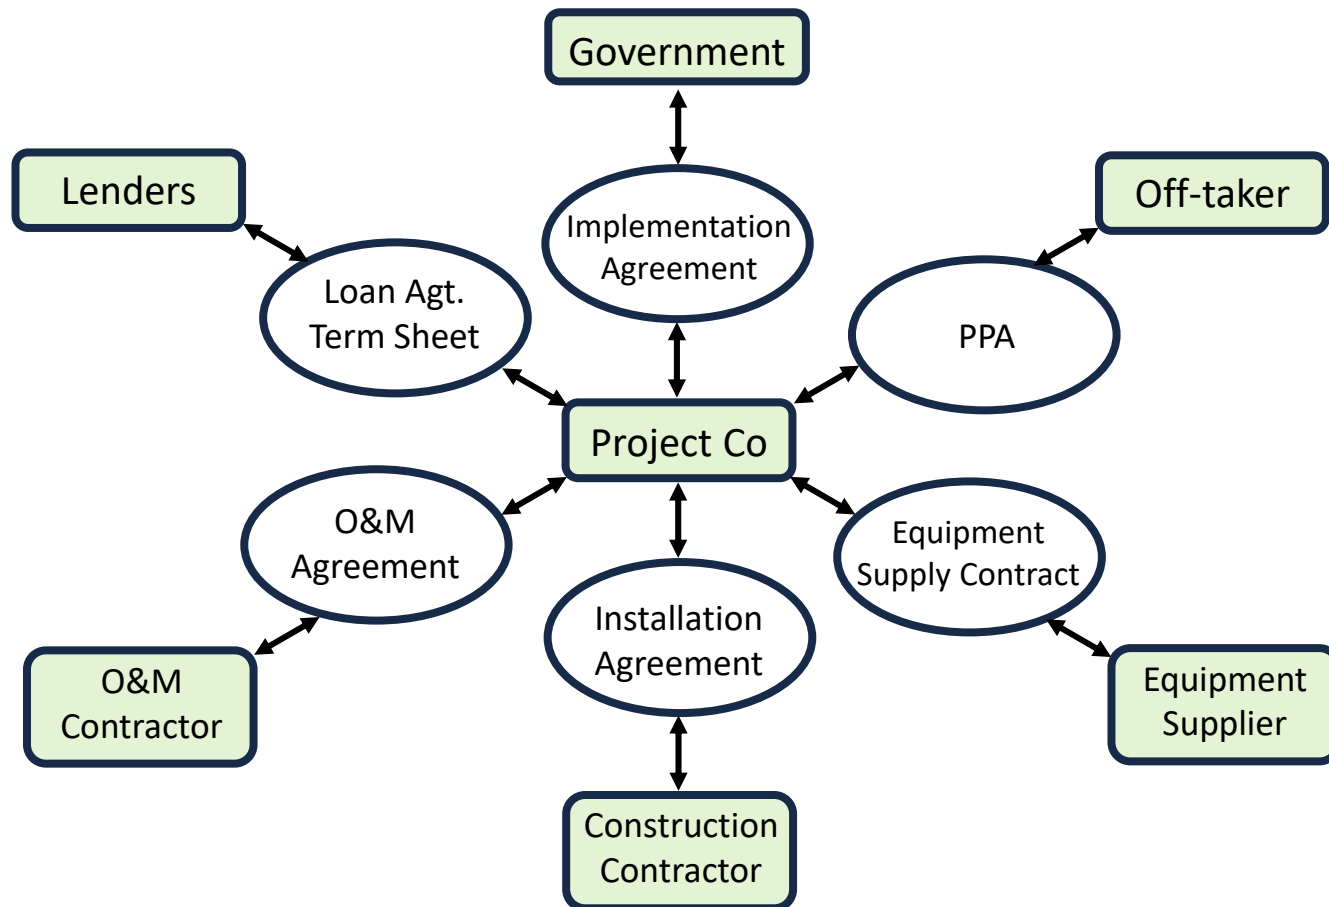 Government
Lenders
Off-taker
Implementation
Agreement
Loan Agt.
Term Sheet
PPA
Project Co
O&M
Agreement
Equipment
Supply Contract
Installation
Agreement
O&M
Contractor
Equipment
Supplier
Construction
Contractor